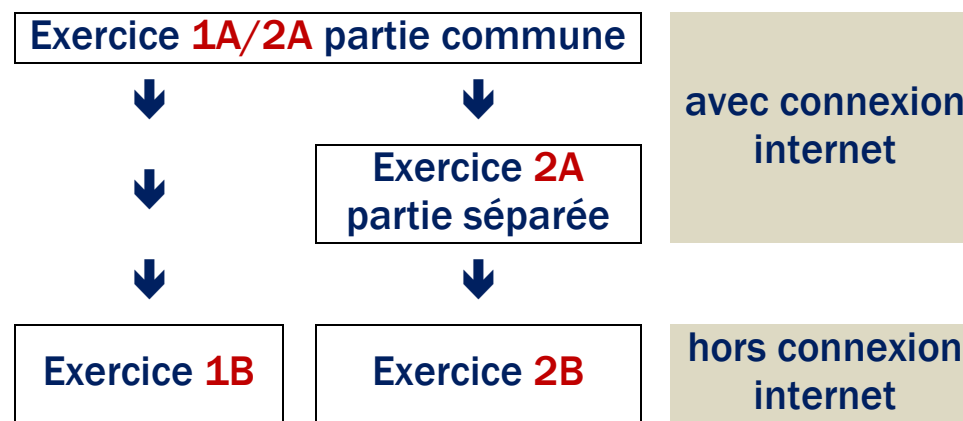 Exercice 1A/2A partie commune
avec connexion
internet
Exercice 2A
partie séparée
Exercice 1B
Exercice 2B
hors connexion
internet